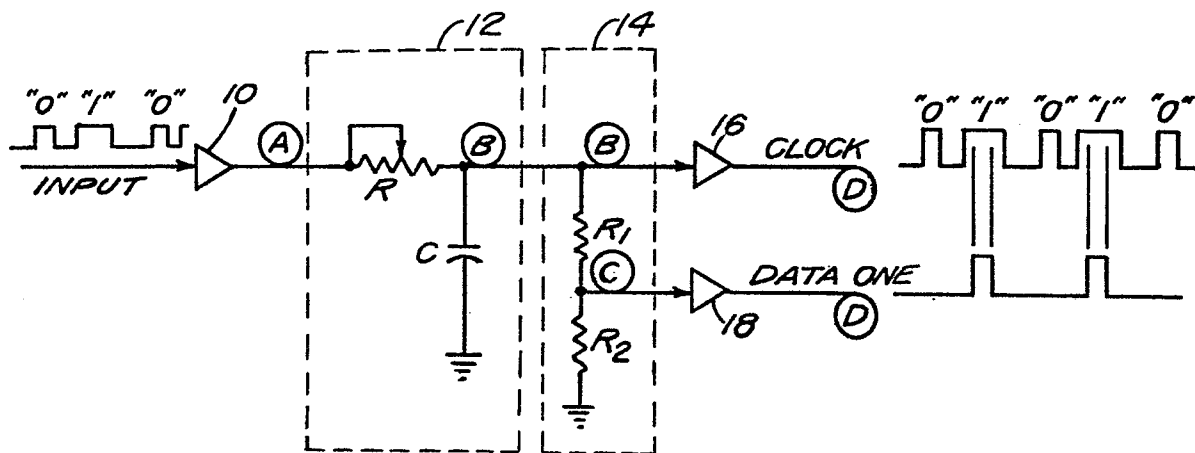 12
14
"0" "1" "0"
10
A
INPUT
R
B
C
B
R1
C
R2
16
CLOCK
D
DATA ONE
18
D
"0" "1" "0" "1" "0"